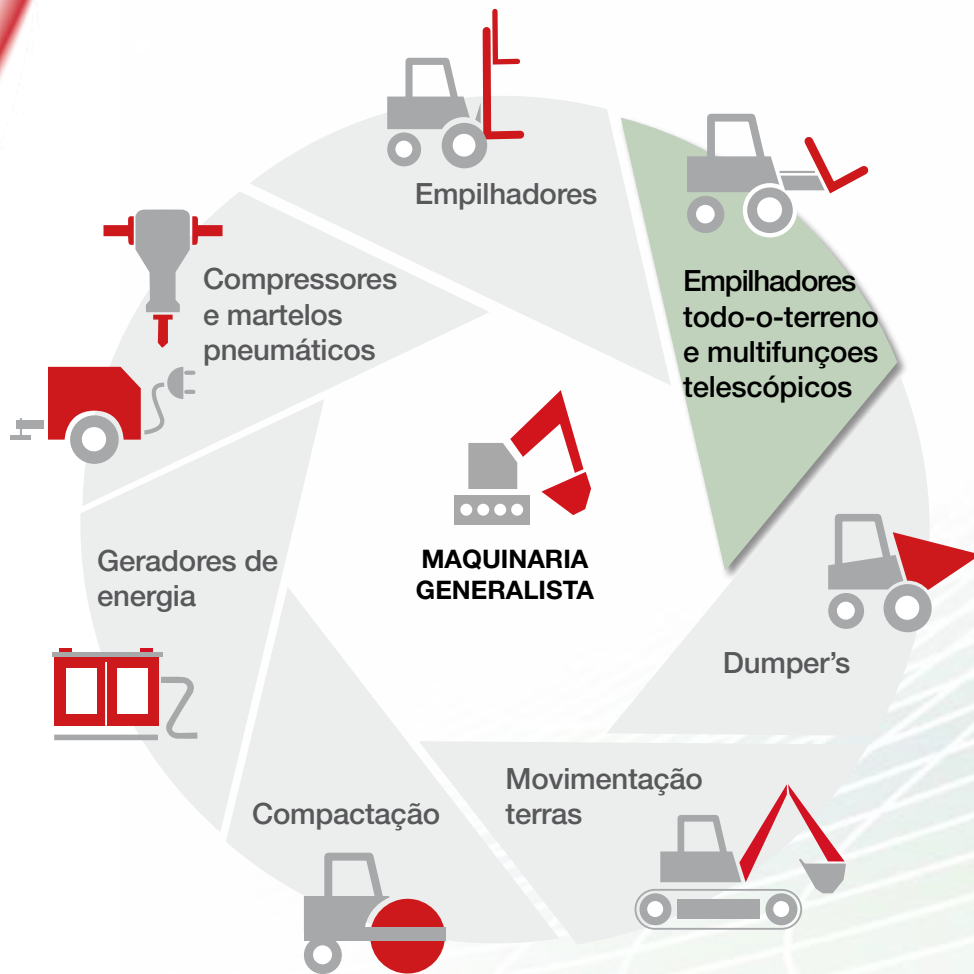 Empilhadores
Empilhadores
todo-o-terreno
e multifunçoes
telescópicos
Compressores
e martelos
pneumáticos
MAQUINARIA
GENERALISTA
Geradores de
energia
Dumper's
Movimentação
terras
Compactação